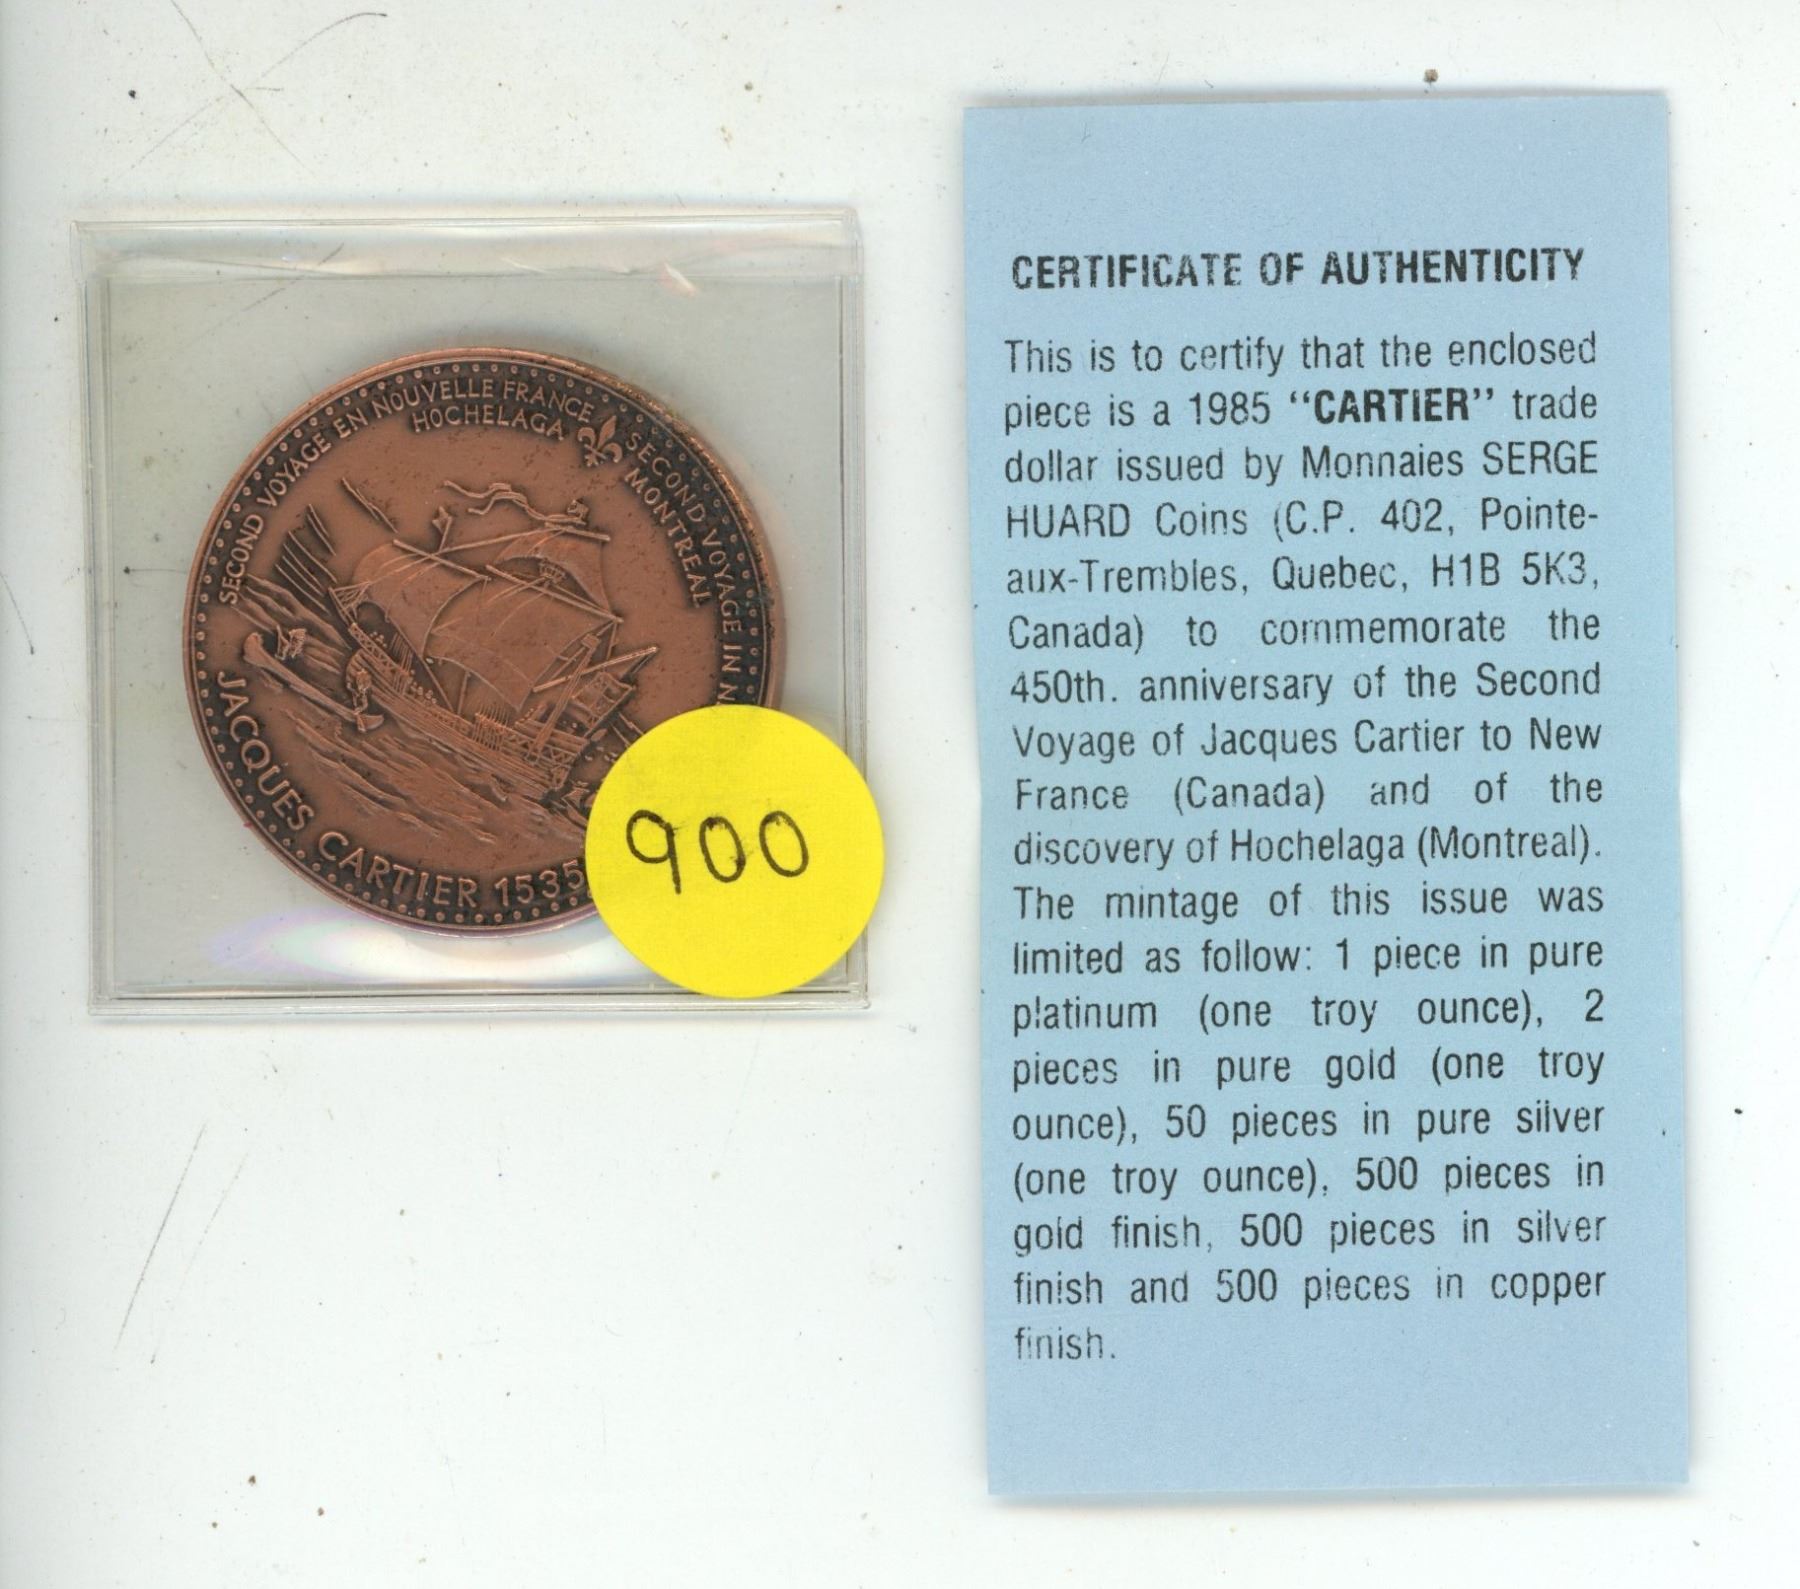 SECOND VOYAGE EN NOUVELLE FRANCE
HOCHELAGA
SECOND VOYAGE IN
MONTREAL
JACQUES CARTIER 1535
900
CERTIFICATE OF AUTHENTICITY
This is to certify that the enclosed
piece is a 1985 “CARTIER” trade
dollar issued by Monnaies SERGE
HUARD Coins (C.P. 402, Pointe-
aux-Trembles, Quebec, H1B 5K3,
Canada) to commemorate the
450th. anniversary of the Second
Voyage of Jacques Cartier to New
France (Canada) and of the
discovery of Hochelaga (Montreal).
The mintage of this issue was
limited as follow: 1 piece in pure
platinum (one troy ounce), 2
pieces in pure gold (one troy
ounce), 50 pieces in pure silver
(one troy ounce), 500 pieces in
gold finish, 500 pieces in silver
finish and 500 pieces in copper
finish.